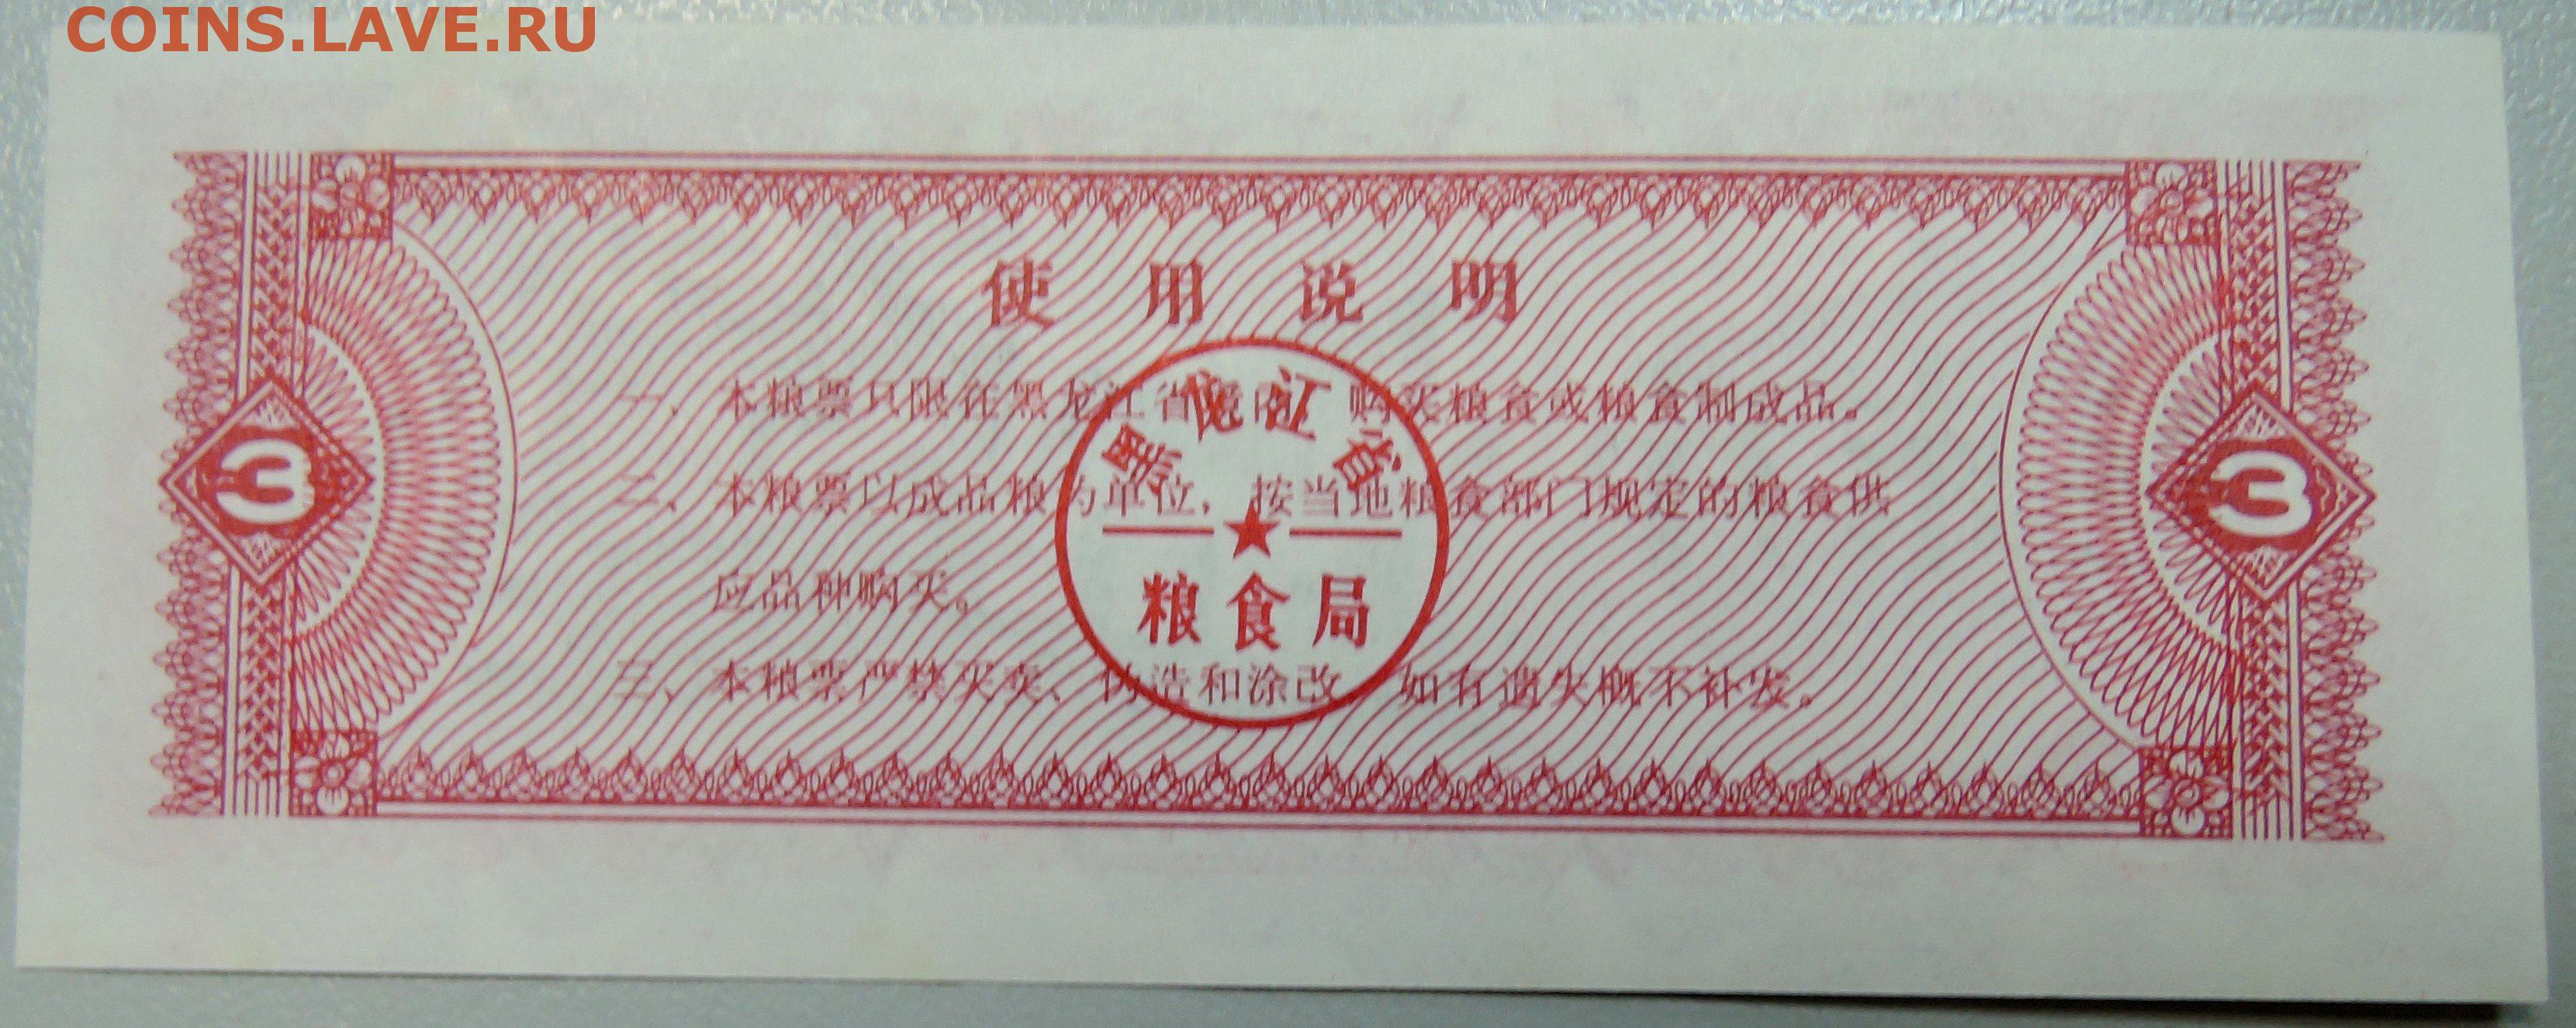 COINS.LAVE.RU
使用说明
一、本粮票只限在黑龙江省境内，购买粮食或粮食制成品。
二、本粮票以成品粮为单位，按当地粮食部门规定的粮食供
应品种购买。
三、本粮票严禁买卖、伪造和涂改，如有遗失概不补发。
黑龙江省
粮食局
3
3